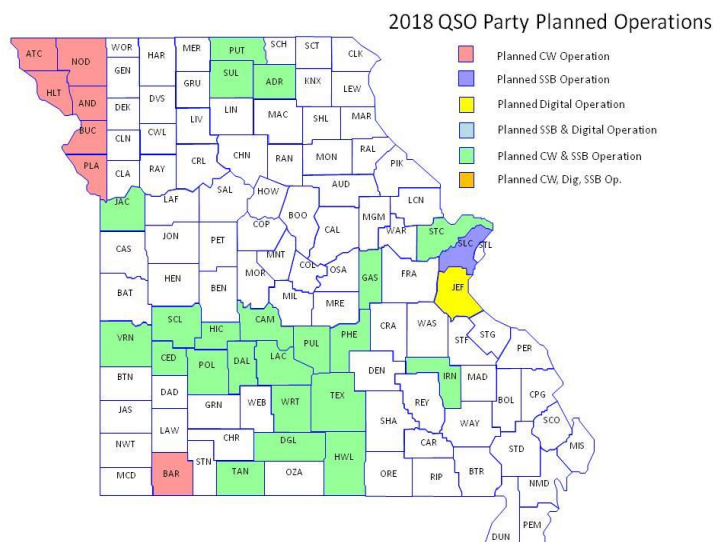 2018 QSO Party Planned Operations
Planned CW Operation
Planned SSB Operation
Planned Digital Operation
Planned SSB & Digital Operation
Planned CW & SSB Operation
Planned CW, Dig, SSB Op.
ATC NOD WOR HAR MER PUT SCH SCT CLK
GEN SUL ADR KNX LEW
HLT AND DEK DVS GRU LIN MAC SHL MAR
BUC CLN CWL LIV CHN RAN MON RAL PIK
PLA CLA RAY CRL AUD
JAC LAF SAL HOW BOO CAL MGM LCN
CAS JON PET COP MNT COL OSA GAS WAR STC SLC STL
BAT HEN BEN MOR MIL MRE FRA JEF
VRN SCL HIC CAM PUL PHE CRA WAS STF STG PER
BTN CED POL DAL LAC DEN IRN MAD
JAS DAD GRN WEB WRT TEX REY BOL CPG
NWT LAW CHR DGL SHA CAR WAY SCO MIS
MCD BAR STN TAN OZA HWL ORE RIP BTR STD NMD
DUN PEM